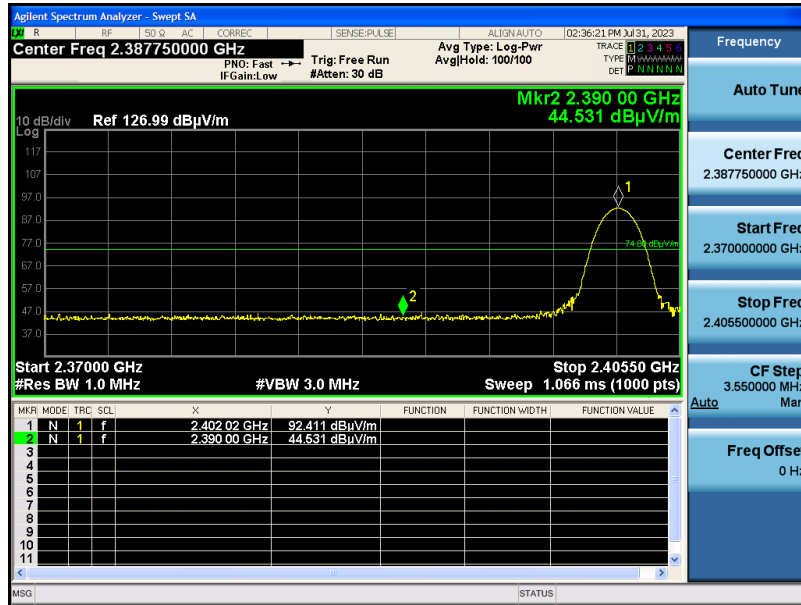 Agilent Spectrum Analyzer - Swept SA
LXI R RF 50 Ω AC CORREC SENSE:PULSE ALIGN AUTO 02:36:21 PM Jul 31, 2023
Center Freq 2.387750000 GHz
PNO: Fast
IFGain:Low
Trig: Free Run
#Atten: 30 dB
Avg Type: Log-Pwr
Avg|Hold: 100/100
TRACE 1 2 3 4 5 6
TYPE M
DET P N N N N N
Mkr2 2.390 00 GHz
44.531 dBµV/m
10 dB/div Ref 126.99 dBµV/m
Log
117
107
97.0
87.0
77.0
67.0
57.0
47.0
37.0
1
74.00 dBµV/m
2
Start 2.37000 GHz Stop 2.40550 GHz
#Res BW 1.0 MHz #VBW 3.0 MHz Sweep 1.066 ms (1000 pts)
MKR MODE TRC SCL X Y FUNCTION FUNCTION WIDTH FUNCTION VALUE
1 N 1 f 2.402 02 GHz 92.411 dBµV/m
2 N 1 f 2.390 00 GHz 44.531 dBµV/m
3
4
5
6
7
8
9
10
11
MSG STATUS
Frequency
Auto Tune
Center Freq
2.387750000 GHz
Start Freq
2.370000000 GHz
Stop Freq
2.405500000 GHz
CF Step
3.550000 MHz
Auto Man
Freq Offset
0 Hz